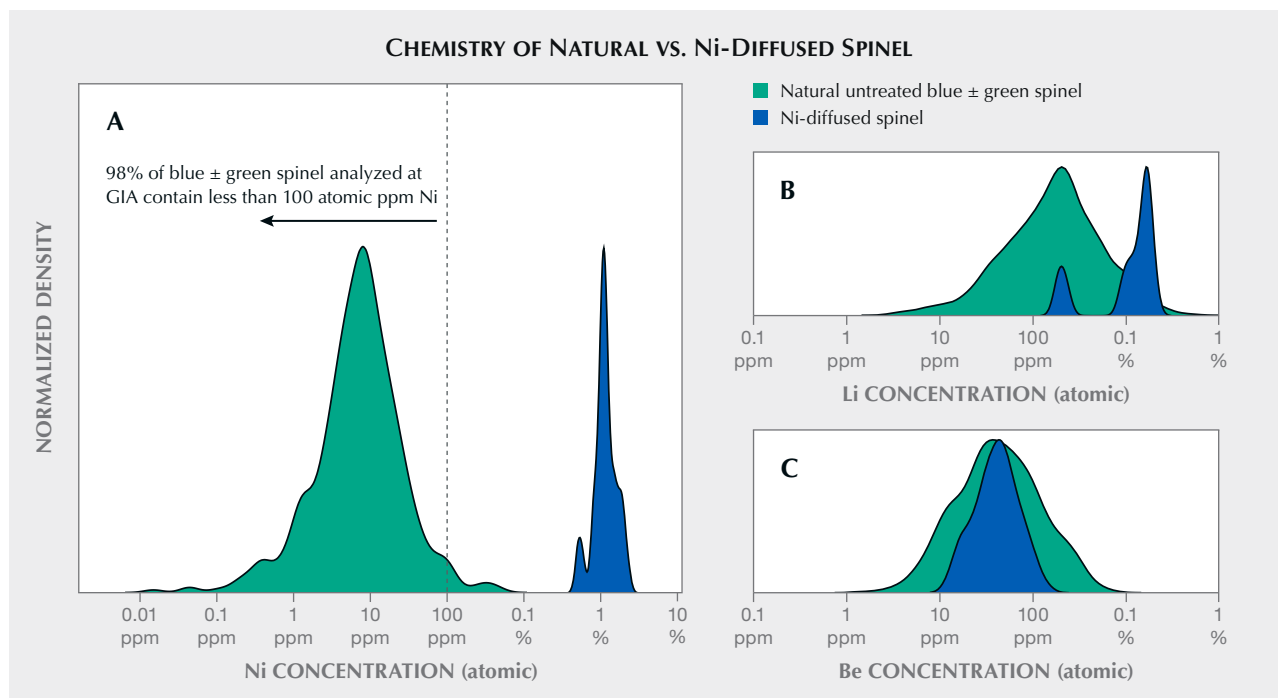 CHEMISTRY OF NATURAL VS. Ni-DIFFUSED SPINEL
A
98% of blue ± green spinel analyzed at
GIA contain less than 100 atomic ppm Ni
NORMALIZED DENSITY
0.01 0.1 1 10 100 0.1 1 10
ppm ppm ppm ppm ppm % % %
Ni CONCENTRATION (atomic)
Natural untreated blue ± green spinel
Ni-diffused spinel
B
0.1 1 10 100 0.1 1
ppm ppm ppm ppm % %
Li CONCENTRATION (atomic)
C
0.1 1 10 100 0.1 1
ppm ppm ppm ppm % %
Be CONCENTRATION (atomic)